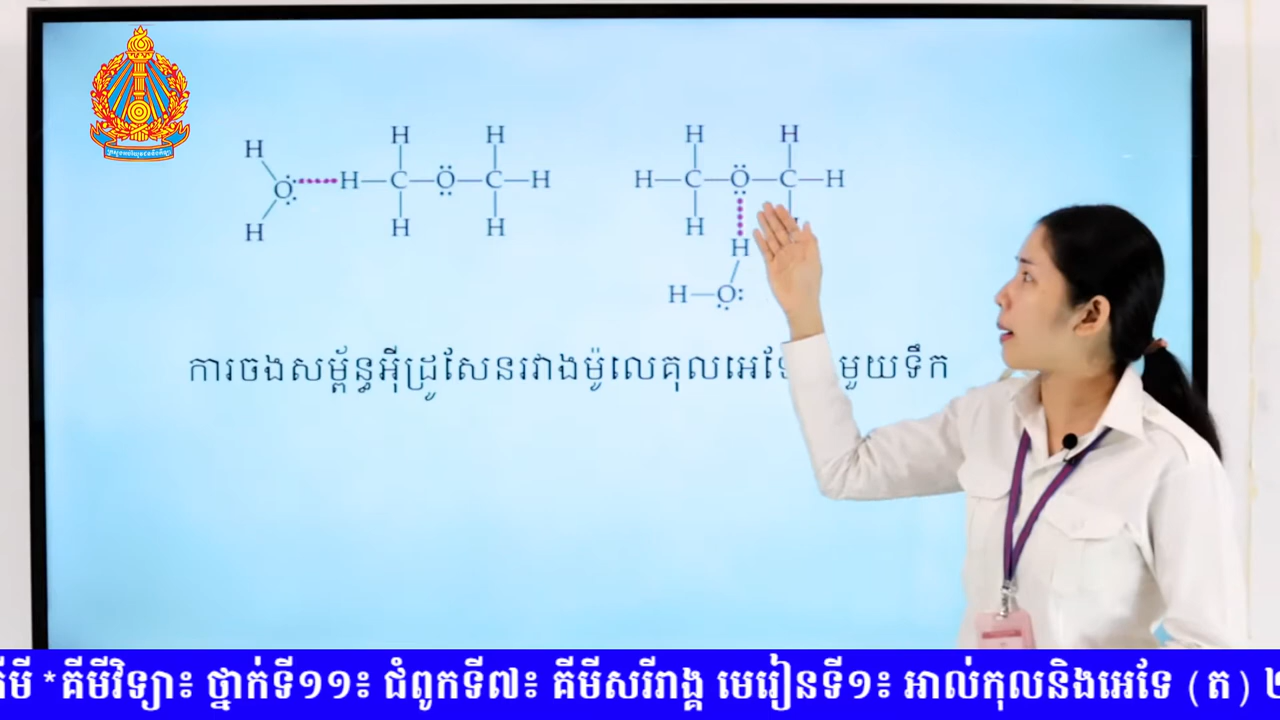 H H H H H
O H—C—O—C—H H—C—O—C—H
H H H H
H
H—O
ការចងសម្ព័ន្ធអ៊ីដ្រូសែនរវាងម៉ូលេគុលអេទែ មួយទឹក
*គីមីវិទ្យា៖ ថ្នាក់ទី១១៖ ជំពូកទី៧៖ គីមីសរីរាង្គ មេរៀនទី១៖ អាល់កុលនិងអេទែ (ត)